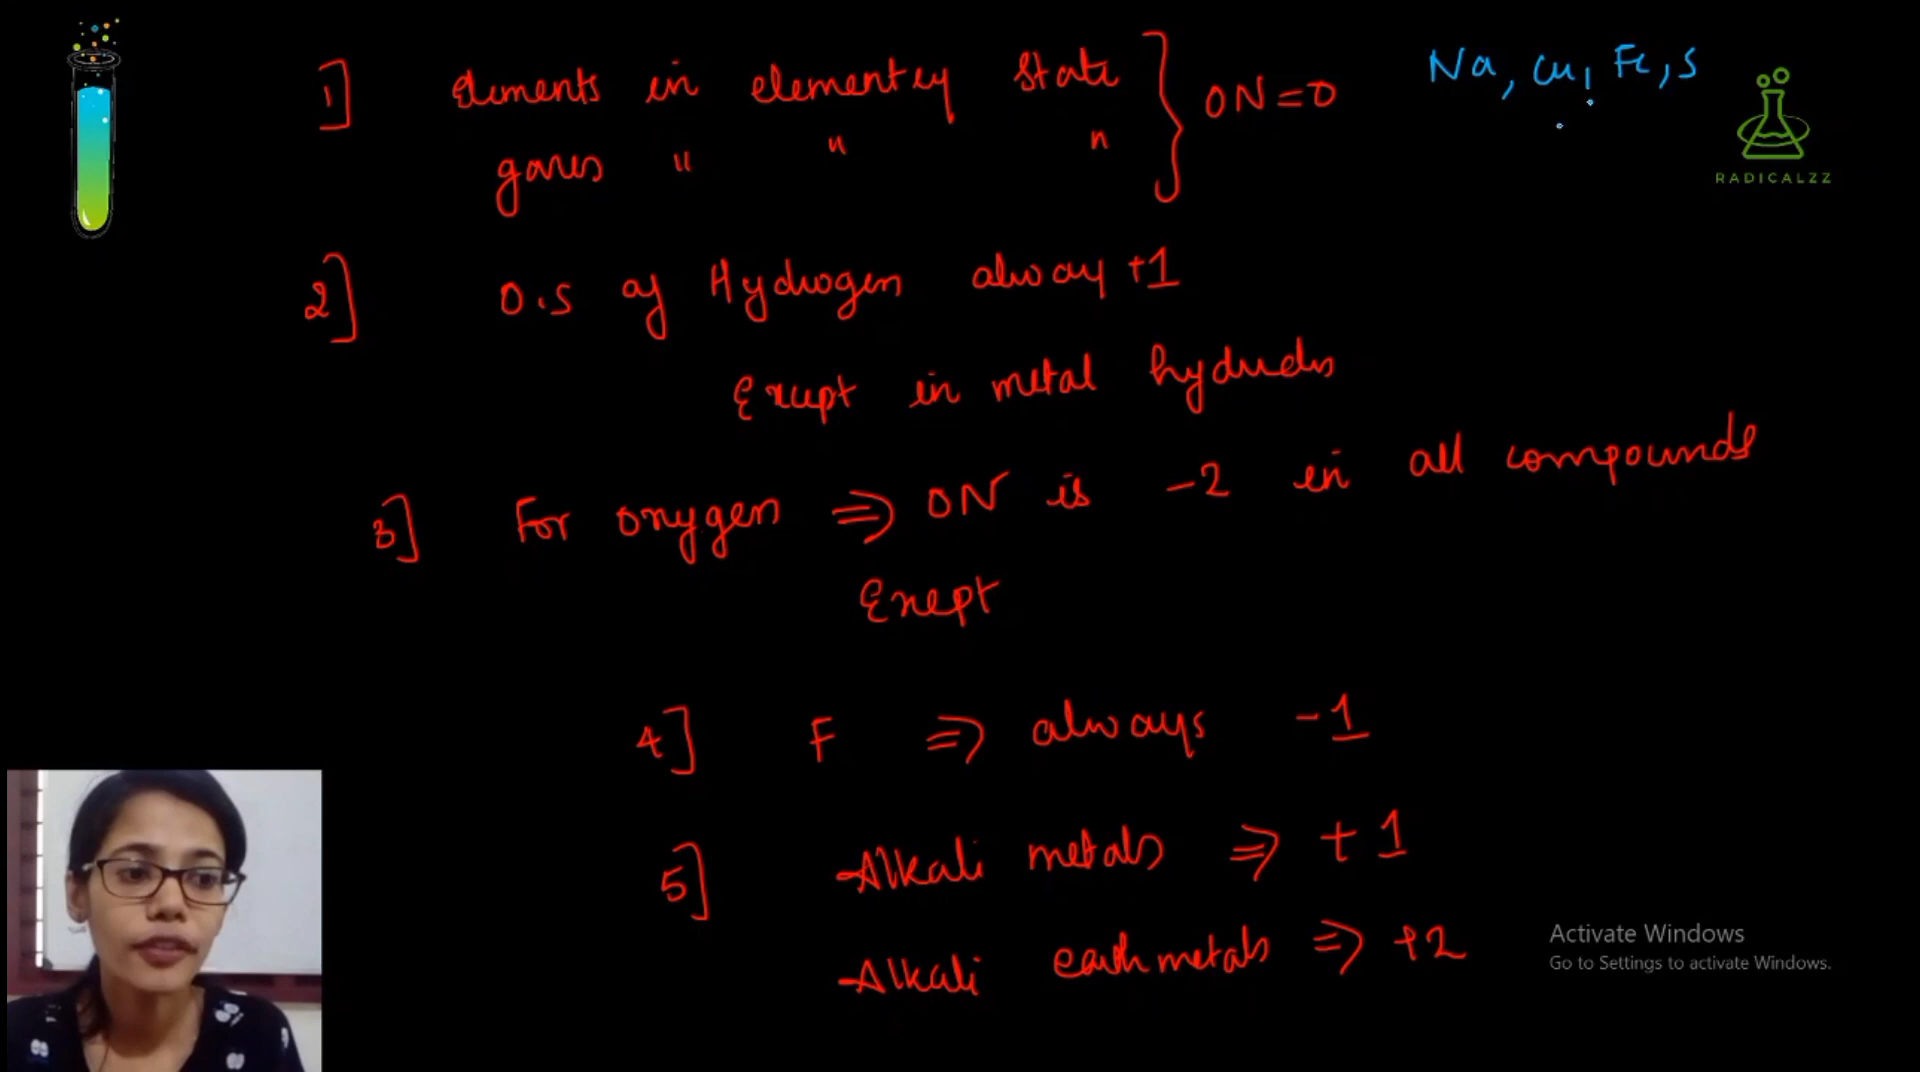 1] Elements in elementry state } ON = 0
gases " " "
Na, Cu, Fe, S
RADICALZZ
2] O.S of Hydrogen alway +1
Except in metal hydrides
3] For oxygen ⇒ ON is -2 in all compounds
Except
4] F ⇒ always -1
5] Alkali metals ⇒ +1
Alkali earth metals ⇒ +2
Activate Windows
Go to Settings to activate Windows.